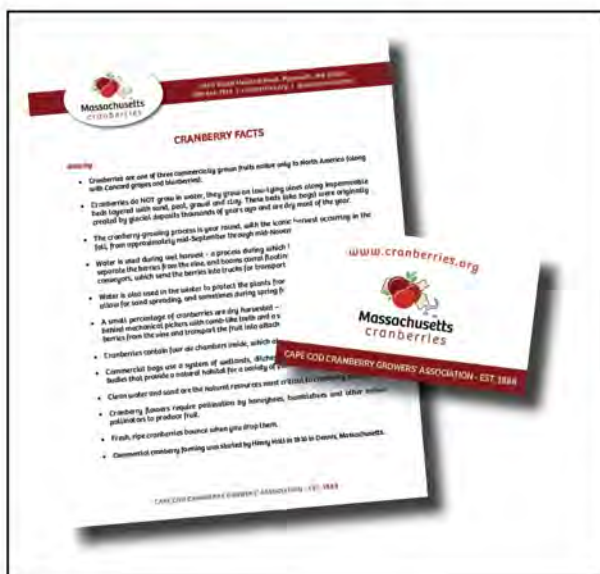 Massachusetts
cranberries
CRANBERRY FACTS
Cranberries are one of three commercially grown fruits native only to North America (along
with Concord grapes and blueberries).
Cranberries do NOT grow in water, they grow on low-lying vines along impermeable
beds layered with sand, peat, gravel and clay. These beds (aka bogs) were originally
created by glacial deposits thousands of years ago and are dry most of the year.
The cranberry-growing process is year round, with the iconic harvest occurring in the
fall, from approximately mid-September through mid-November
Water is used during wet harvest - a process during which
separate the berries from the vine, and booms corral floating
conveyors, which send the berries into trucks for transport
Water is also used in the winter to protect the plants from
allow for sand spreading, and sometimes during spring
A small percentage of cranberries are dry harvested -
behind mechanical pickers with comb-like teeth and a
berries from the vine and transport the fruit into
Cranberries contain four air chambers inside, which
Commercial bogs use a system of wetlands, ditches
bodies that provide a natural habitat for a variety of
Clean water and sand are the natural resources most critical to
Cranberry flowers require pollination by honeybees, bumblebees and other
pollinators to produce fruit.
Fresh, ripe cranberries bounce when you drop them.
Commercial cranberry farming was started by Henry Hall in 1816 in Dennis, Massachusetts.
CAPE COD CRANBERRY GROWERS' ASSOCIATION - EST. 1888
www.cranberries.org
Massachusetts
cranberries
CAPE COD CRANBERRY GROWERS' ASSOCIATION - EST. 1888